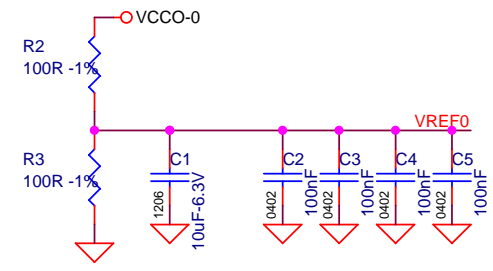 VCCO-0
R2
100R -1%
VREF0
R3
100R -1%
C1
1206
10uF-6.3V
C2
0402
100nF
C3
0402
100nF
C4
0402
100nF
C5
0402
100nF